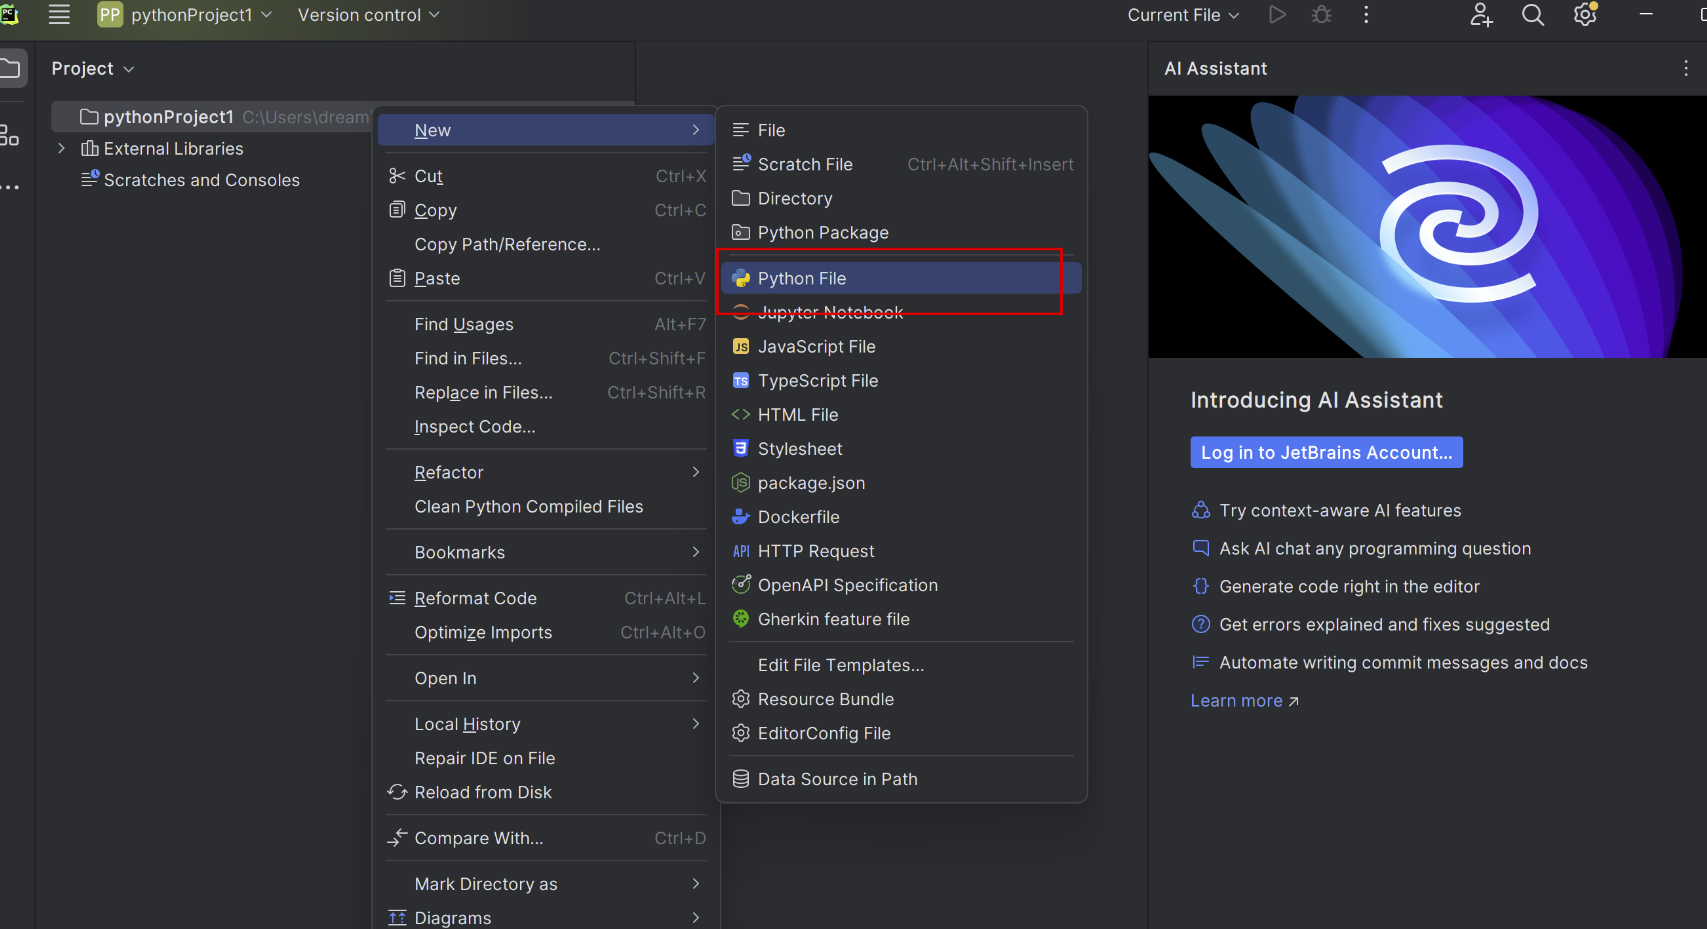 PC
PP pythonProject1
Version control
Current File
Project
pythonProject1 C:\Users\dream
External Libraries
Scratches and Consoles
New
Cut Ctrl+X
Copy Ctrl+C
Copy Path/Reference...
Paste Ctrl+V
Find Usages Alt+F7
Find in Files... Ctrl+Shift+F
Replace in Files... Ctrl+Shift+R
Inspect Code...
Refactor
Clean Python Compiled Files
Bookmarks
Reformat Code Ctrl+Alt+L
Optimize Imports Ctrl+Alt+O
Open In
Local History
Repair IDE on File
Reload from Disk
Compare With... Ctrl+D
Mark Directory as
Diagrams
File
Scratch File Ctrl+Alt+Shift+Insert
Directory
Python Package
Python File
Jupyter Notebook
JS JavaScript File
TS TypeScript File
HTML File
Stylesheet
package.json
Dockerfile
API HTTP Request
OpenAPI Specification
Gherkin feature file
Edit File Templates...
Resource Bundle
EditorConfig File
Data Source in Path
AI Assistant
Introducing AI Assistant
Log in to JetBrains Account...
Try context-aware AI features
Ask AI chat any programming question
Generate code right in the editor
Get errors explained and fixes suggested
Automate writing commit messages and docs
Learn more ↗